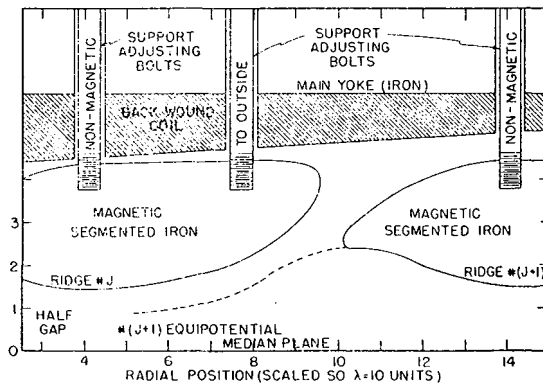 SUPPORT
ADJUSTING
BOLTS
SUPPORT
ADJUSTING
BOLTS
NON-MAGNETIC
TO OUTSIDE
NON-MAGNETIC
MAIN YOKE (IRON)
BACK-WOUND
COIL
MAGNETIC
SEGMENTED IRON
MAGNETIC
SEGMENTED IRON
RIDGE #J
RIDGE #(J+1)
HALF
GAP
#(J+1) EQUIPOTENTIAL
MEDIAN PLANE
3
2
1
0
4 6 8 10 12 14
RADIAL POSITION (SCALED SO λ=10 UNITS)